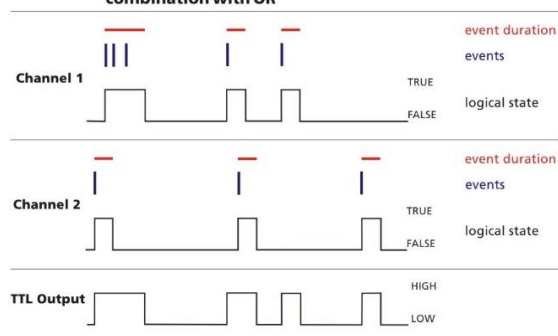 combination with OR
event duration
events
Channel 1
TRUE
logical state
FALSE
event duration
events
Channel 2
TRUE
logical state
FALSE
HIGH
TTL Output
LOW